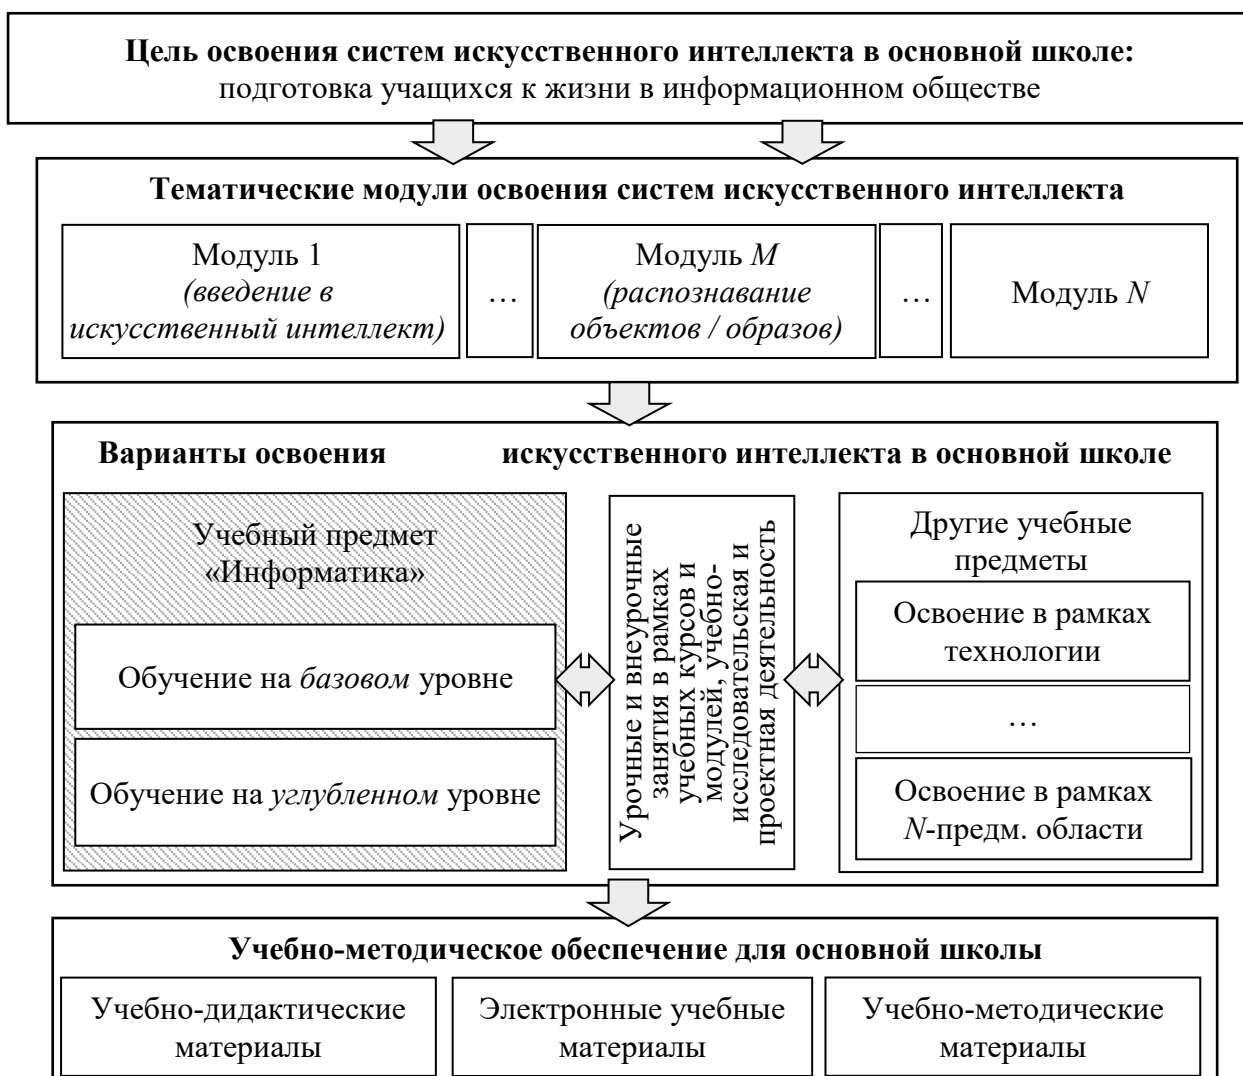 Цель освоения систем искусственного интеллекта в основной школе:
подготовка учащихся к жизни в информационном обществе
Тематические модули освоения систем искусственного интеллекта
Модуль 1
(введение в
искусственный интеллект)
…
Модуль M
(распознавание
объектов / образов)
…
Модуль N
Варианты освоения искусственного интеллекта в основной школе
Учебный предмет
«Информатика»
Обучение на базовом уровне
Обучение на углубленном уровне
Урочные и внеурочные
занятия в рамках
учебных курсов и
модулей, учебно-
исследовательская и
проектная деятельность
Другие учебные
предметы
Освоение в рамках
технологии
…
Освоение в рамках
N-предм. области
Учебно-методическое обеспечение для основной школы
Учебно-дидактические
материалы
Электронные учебные
материалы
Учебно-методические
материалы